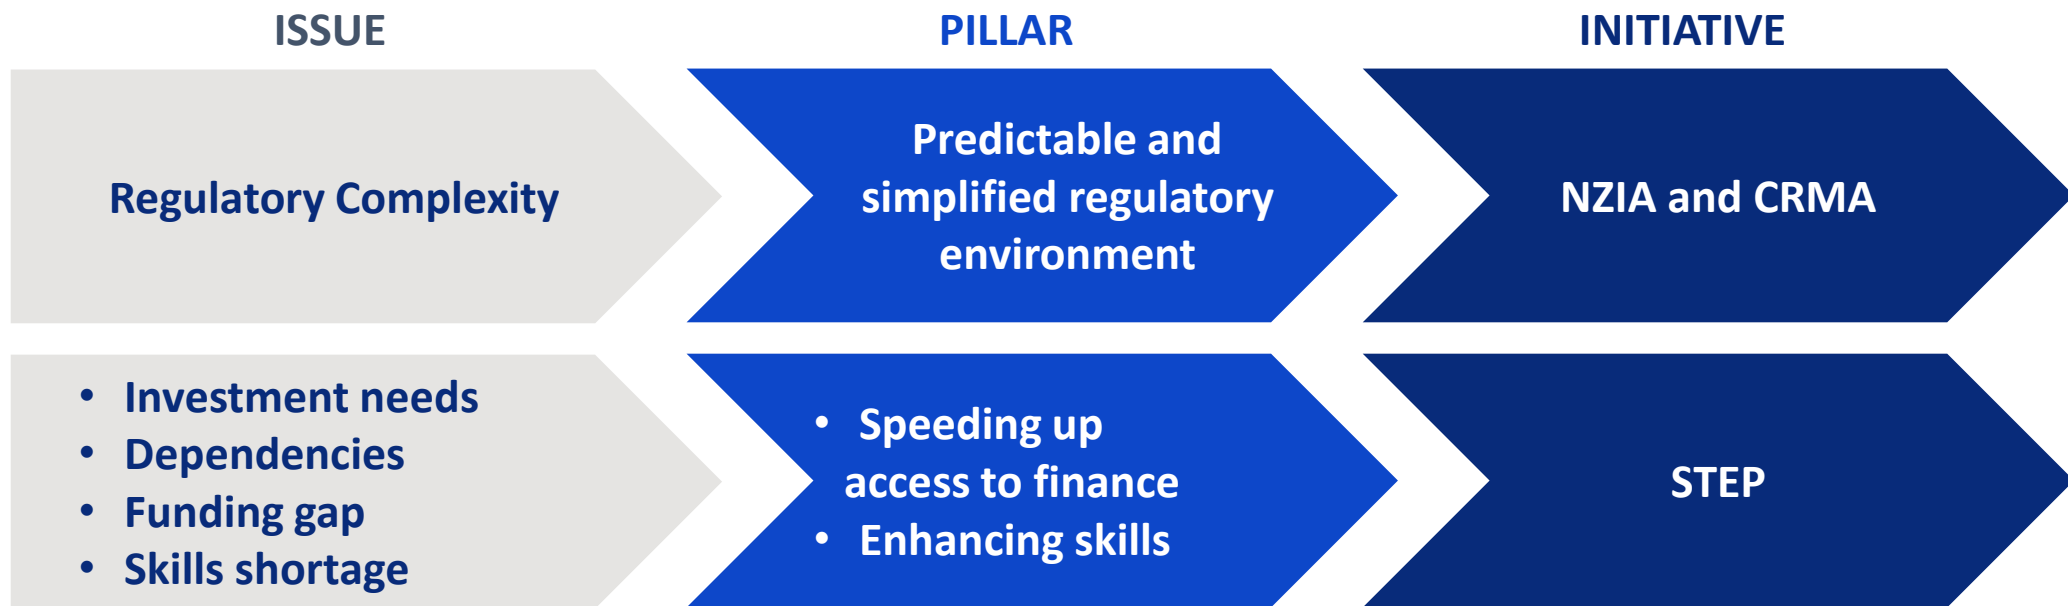 ISSUE
PILLAR
INITIATIVE
Regulatory Complexity
Predictable and
simplified regulatory
environment
NZIA and CRMA
• Investment needs
• Dependencies
• Funding gap
• Skills shortage
• Speeding up
access to finance
• Enhancing skills
STEP